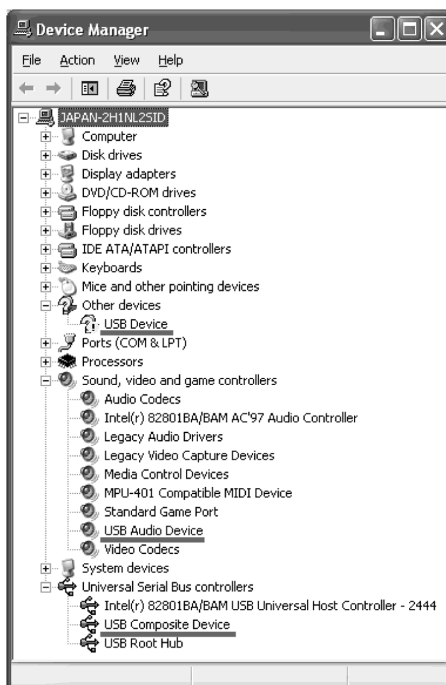 Device Manager
File Action View Help
JAPAN-2H1NL2SID
Computer
Disk drives
Display adapters
DVD/CD-ROM drives
Floppy disk controllers
Floppy disk drives
IDE ATA/ATAPI controllers
Keyboards
Mice and other pointing devices
Other devices
USB Device
Ports (COM & LPT)
Processors
Sound, video and game controllers
Audio Codecs
Intel(r) 82801BA/BAM AC'97 Audio Controller
Legacy Audio Drivers
Legacy Video Capture Devices
Media Control Devices
MPU-401 Compatible MIDI Device
Standard Game Port
USB Audio Device
Video Codecs
System devices
Universal Serial Bus controllers
Intel(r) 82801BA/BAM USB Universal Host Controller - 2444
USB Composite Device
USB Root Hub